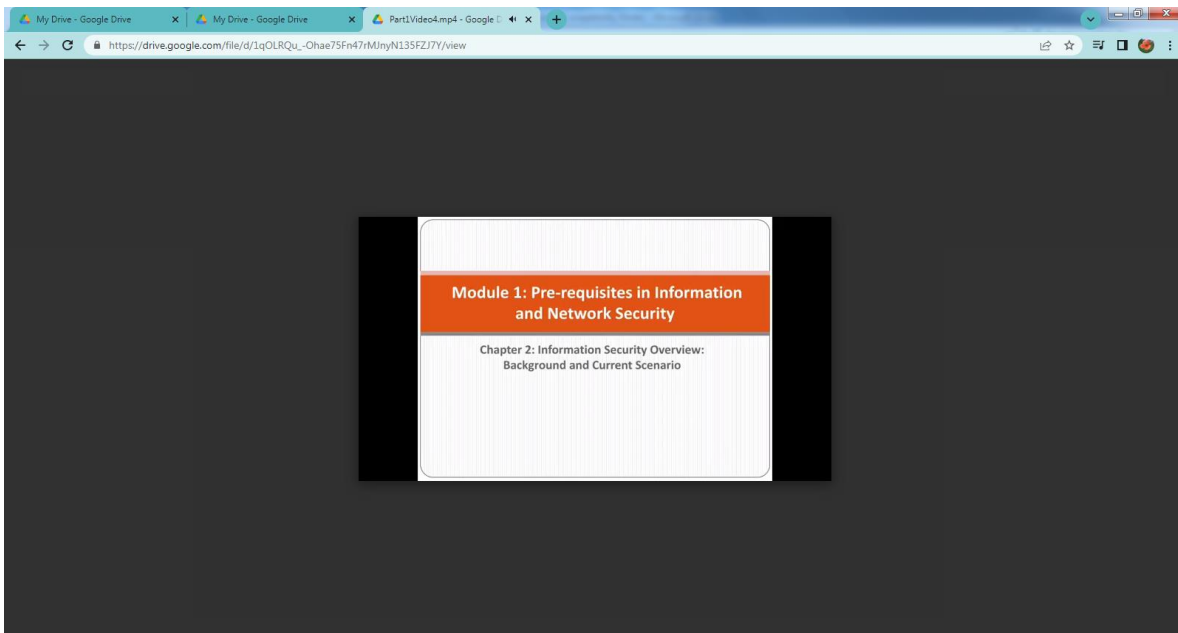 My Drive - Google Drive
My Drive - Google Drive
Part1Video4.mp4 - Google D
https://drive.google.com/file/d/1qOLRQu_-Ohae75Fn47rMJnyN135FZJ7Y/view
Module 1: Pre-requisites in Information
and Network Security
Chapter 2: Information Security Overview:
Background and Current Scenario